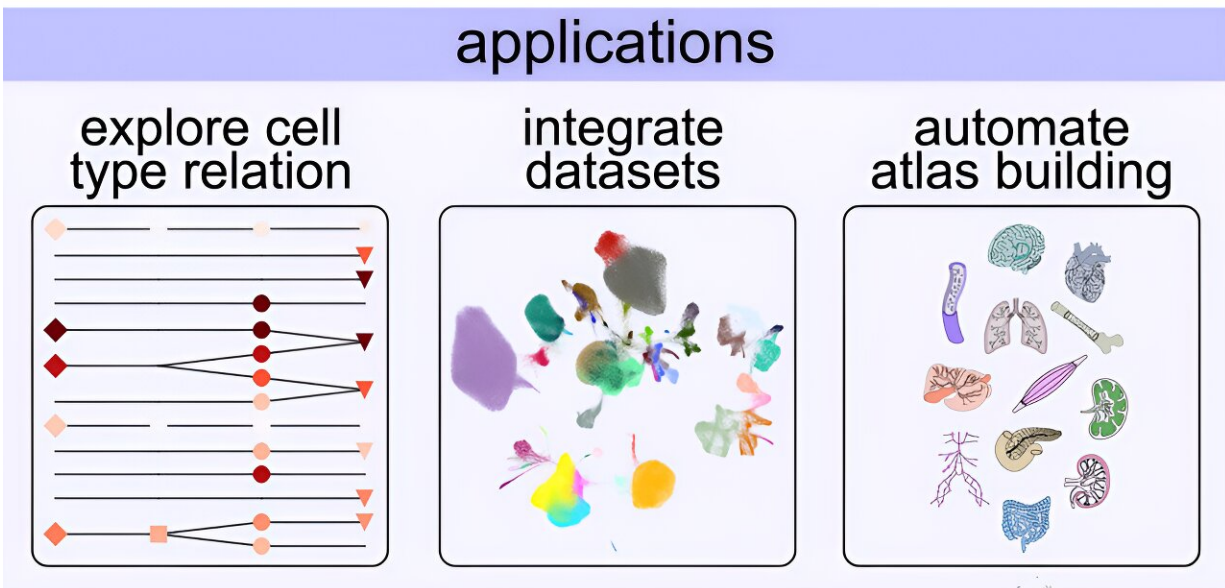 applications
explore cell
type relation
integrate
datasets
automate
atlas building